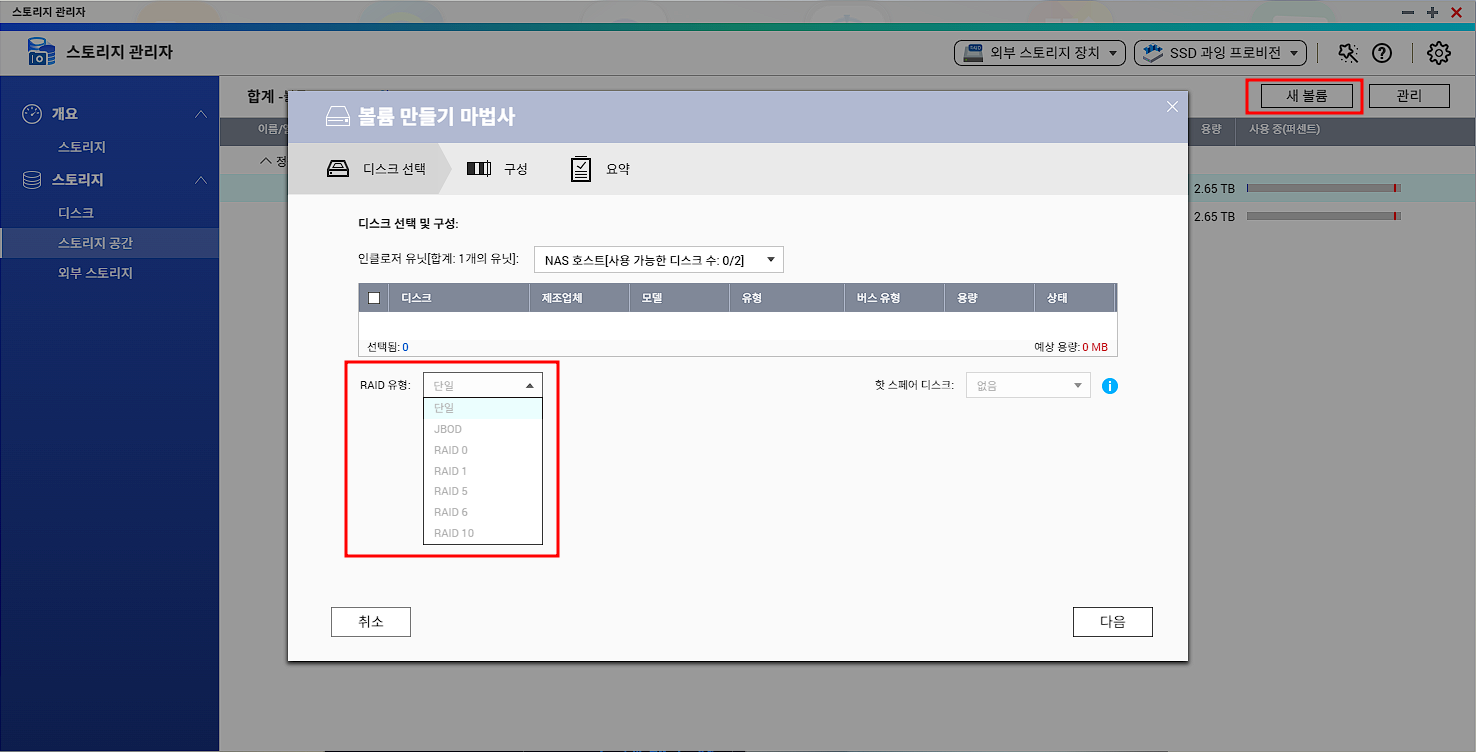 스토리지 관리자
스토리지 관리자
외부 스토리지 장치
SSD 과잉 프로비전
개요
스토리지
스토리지
디스크
스토리지 공간
외부 스토리지
합계
새 볼륨
관리
이름/
용량
사용 중(퍼센트)
정
2.65 TB
2.65 TB
볼륨 만들기 마법사
디스크 선택
구성
요약
디스크 선택 및 구성:
인클로저 유닛[합계: 1개의 유닛]:
NAS 호스트[사용 가능한 디스크 수: 0/2]
디스크 제조업체 모델 유형 버스 유형 용량 상태
선택됨: 0
예상 용량: 0 MB
RAID 유형:
단일
핫 스페어 디스크:
없음
단일
JBOD
RAID 0
RAID 1
RAID 5
RAID 6
RAID 10
취소
다음